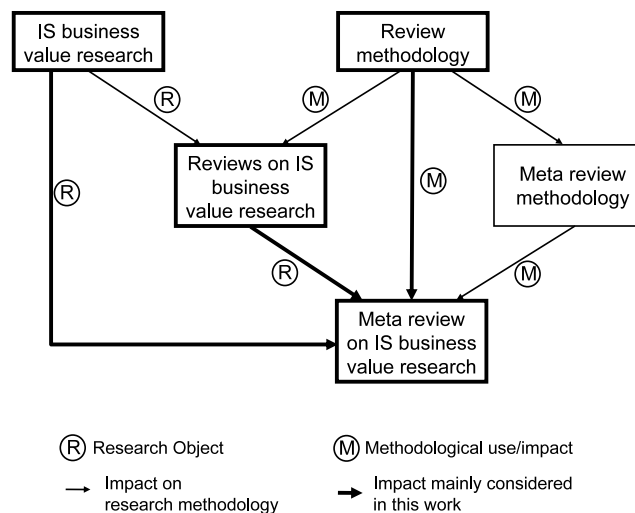 IS business
value research
Review
methodology
R
M
M
Reviews on IS
business
value research
Meta review
methodology
R
M
R
M
Meta review
on IS business
value research
R Research Object
M Methodological use/impact
Impact on
research methodology
Impact mainly considered
in this work